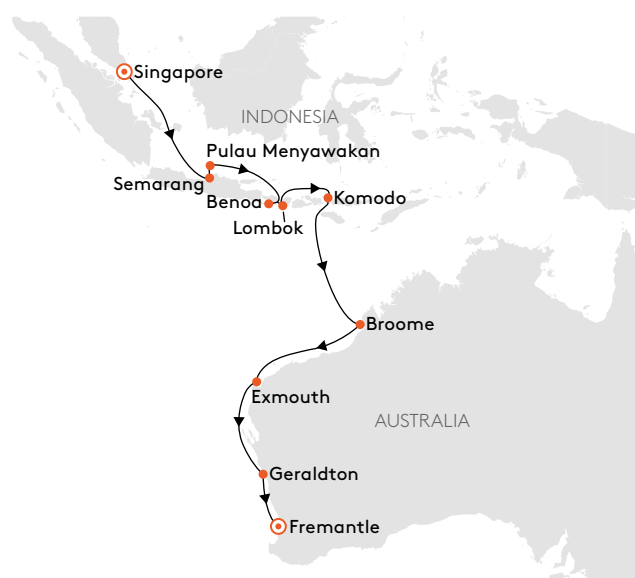 Singapore
INDONESIA
Pulau Menyawakan
Semarang
Benoa
Komodo
Lombok
Broome
Exmouth
AUSTRALIA
Geraldton
Fremantle